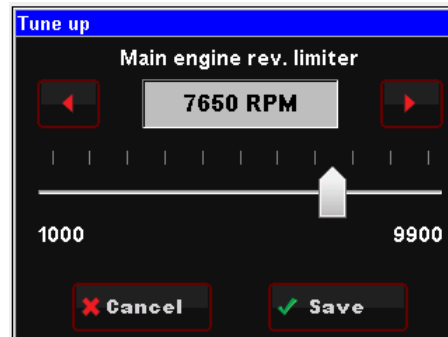 Tune up
Main engine rev. limiter
7650 RPM
1000 9900
Cancel Save